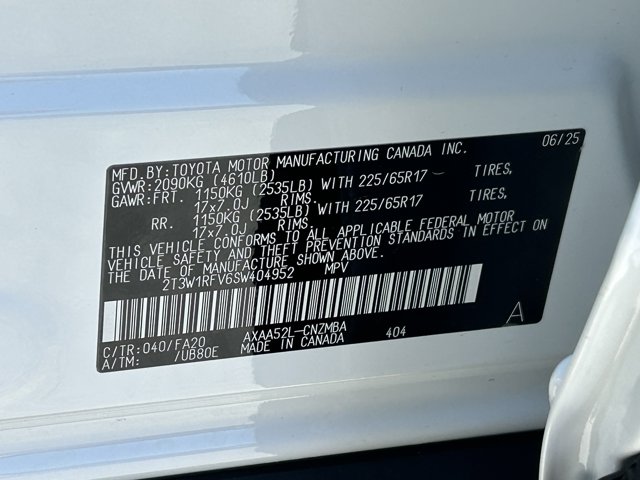 MFD.BY:TOYOTA MOTOR MANUFACTURING CANADA INC. 06/25
GVWR:2090KG (4610LB)
GAWR:FRT. 1150KG (2535LB) WITH 225/65R17 TIRES,
17x7.0J RIMS.
RR. 1150KG (2535LB) WITH 225/65R17 TIRES,
17x7.0J RIMS.
THIS VEHICLE CONFORMS TO ALL APPLICABLE FEDERAL MOTOR
VEHICLE SAFETY AND THEFT PREVENTION STANDARDS IN EFFECT ON
THE DATE OF MANUFACTURE SHOWN ABOVE.
2T3W1RFV6SW404952 MPV
C/TR:040/FA20 AXAA52L-CNZMBA 404 A
A/TM: /UB80E MADE IN CANADA